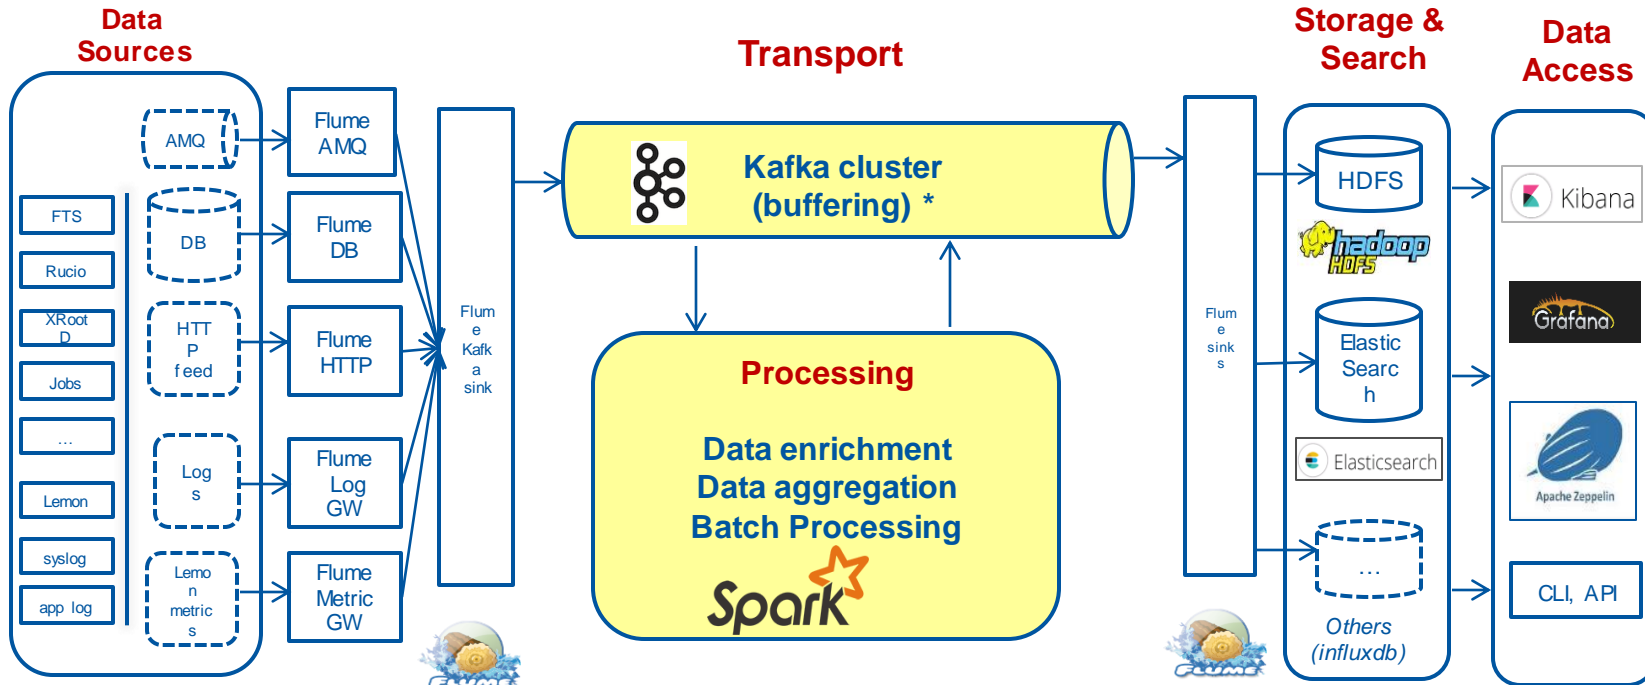 Data
Sources
AMQ
FTS
Rucio
XRoot
D
Jobs
...
Lemon
syslog
app log
DB
HTT
P
feed
Log
s
Lemo
n
metric
s
Flume
AMQ
Flume
DB
Flume
HTTP
Flume
Log
GW
Flume
Metric
GW
Flum
e
Kafk
a
sink
FLUME
Transport
Kafka cluster
(buffering) *
Processing
Data enrichment
Data aggregation
Batch Processing
Spark
Flum
e
sink
s
FLUME
Storage &
Search
HDFS
hadoop
HDFS
Elastic
Searc
h
Elasticsearch
...
Others
(influxdb)
Data
Access
Kibana
Grafana
Apache Zeppelin
CLI, API